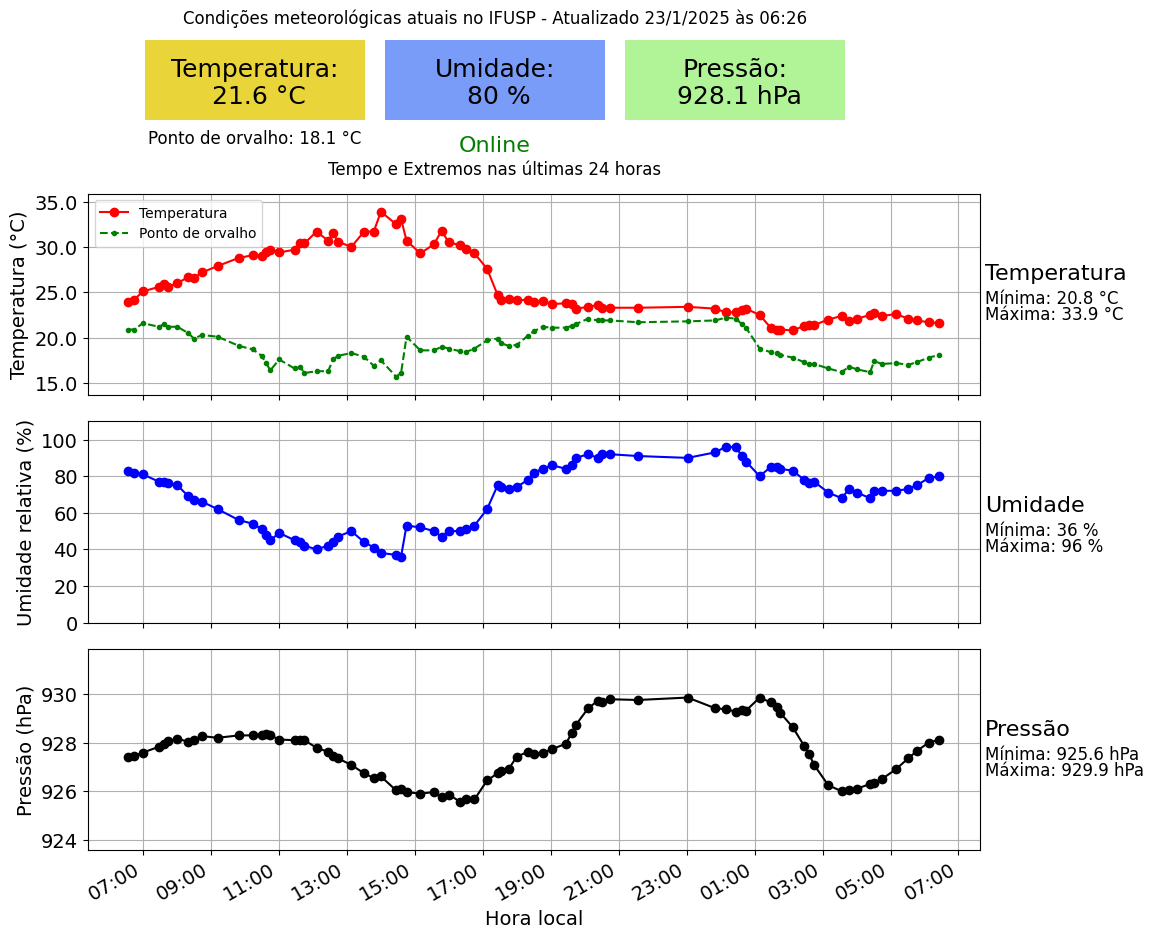 Condições meteorológicas atuais no IFUSP - Atualizado 23/1/2025 às 06:26
Temperatura:
21.6 °C
Umidade:
80 %
Pressão:
928.1 hPa
Ponto de orvalho: 18.1 °C
Online
Tempo e Extremos nas últimas 24 horas
Temperatura (°C)
35.0
30.0
25.0
20.0
15.0
Temperatura
Ponto de orvalho
Temperatura
Mínima: 20.8 °C
Máxima: 33.9 °C
Umidade relativa (%)
100
80
60
40
20
0
Umidade
Mínima: 36 %
Máxima: 96 %
Pressão (hPa)
930
928
926
924
Pressão
Mínima: 925.6 hPa
Máxima: 929.9 hPa
07:00 09:00 11:00 13:00 15:00 17:00 19:00 21:00 23:00 01:00 03:00 05:00 07:00
Hora local